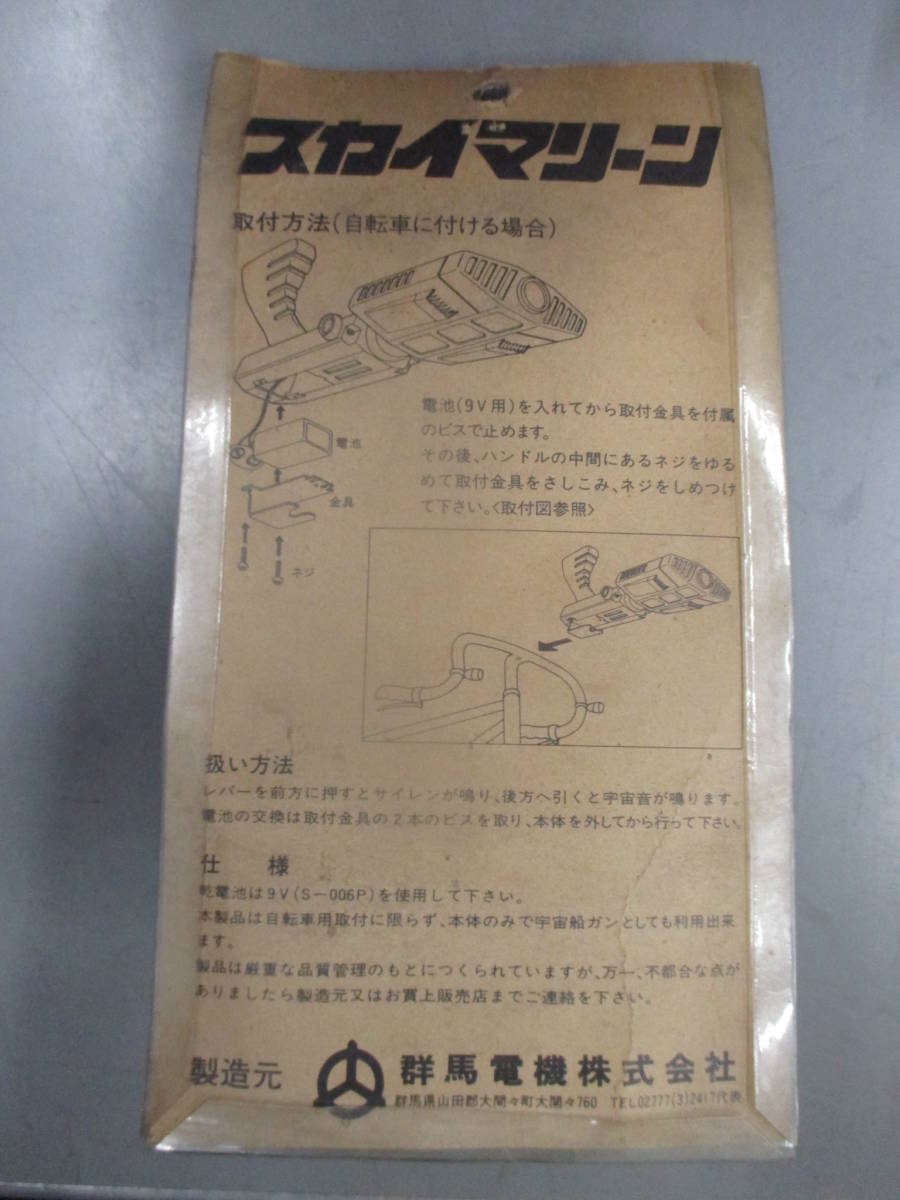 スカイマリーン
取付方法(自転車に付ける場合)
電池(9V用)を入れてから取付金具を付属
のビスで止めます。
その後、ハンドルの中間にあるネジをゆる
めて取付金具をさしこみ、ネジをしめつけ
て下さい。〈取付図参照〉
電池
金具
ネジ
扱い方法
レバーを前方に押すとサイレンが鳴り、後方へ引くと宇宙音が鳴ります。
電池の交換は取付金具の2本のビスを取り、本体を外してから行って下さい。
仕 様
乾電池は9V(S-006P)を使用して下さい。
本製品は自転車用取付に限らず、本体のみで宇宙船ガンとしても利用出来
ます。
製品は厳重な品質管理のもとにつくられていますが、万一、不都合な点が
ありましたら製造元又はお買上販売店までご連絡を下さい。
製造元 群馬電機株式会社
群馬県山田郡大間々町大間々760 TEL02777(3)2417代表